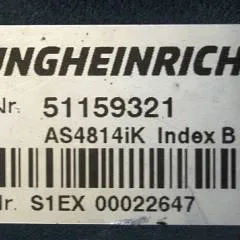 UNGHEINRICH
Nr. 51159321
AS4814iK Index B
Nr. S1EX 00022647